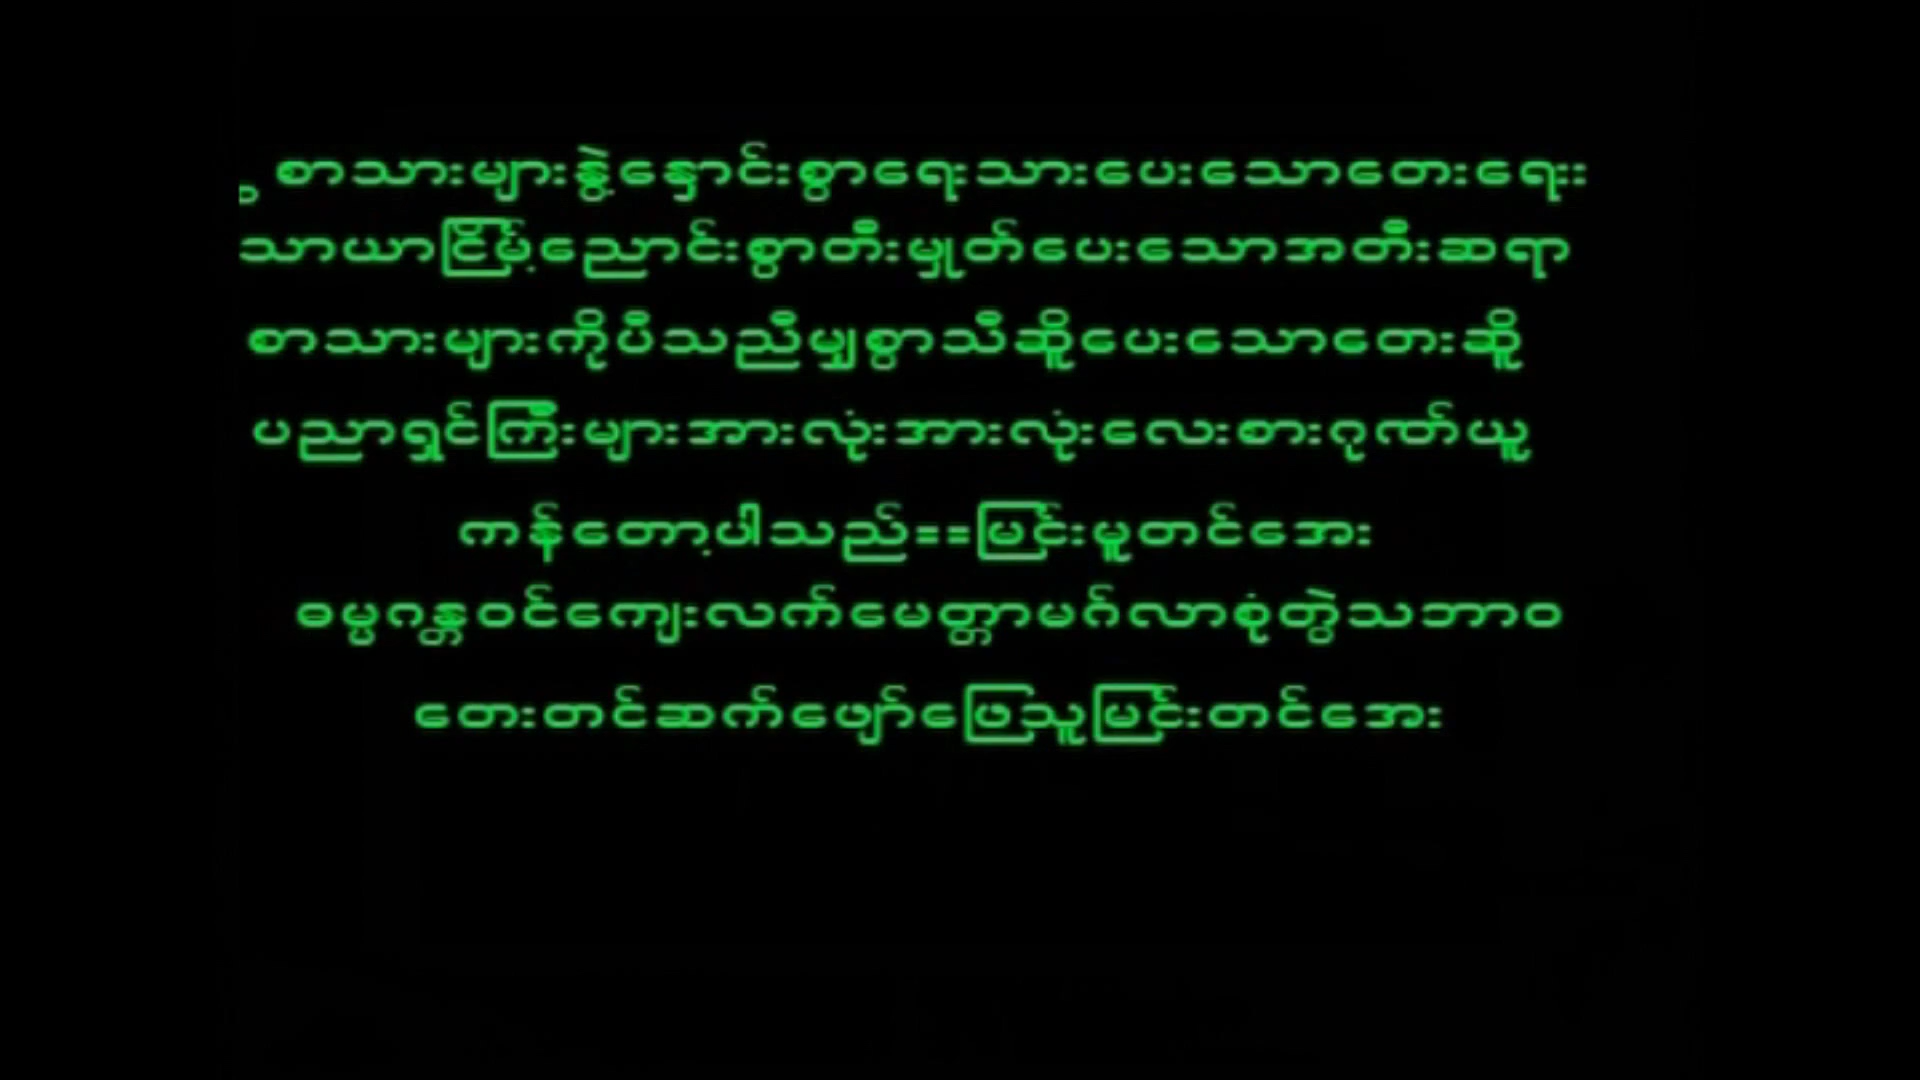 စာသားများနွဲ့နှောင်းစွာရေးသားပေးသောတေးရေးး
သာယာငြိမ့်ညောင်းစွာတီးမှုတ်ပေးသောအတီးဆရာ
စာသားများကိုပီသညီမျှစွာသီဆိူပေးသောတေးဆိူ
ပညာရှင်ကြီးများအားလုံးအားလုံးလေးစားဂုဏ်ယူ
ကန်တော့ပါသည်==မြင်းမူတင်အေး
ဓမ္မဂန္တဝင်ကျေးလက်မေတ္တာမင်္ဂလာစုံတွဲသဘာဝ
တေးတင်ဆက်ဖျော်ဖြေသူမြင်းတင်အေး